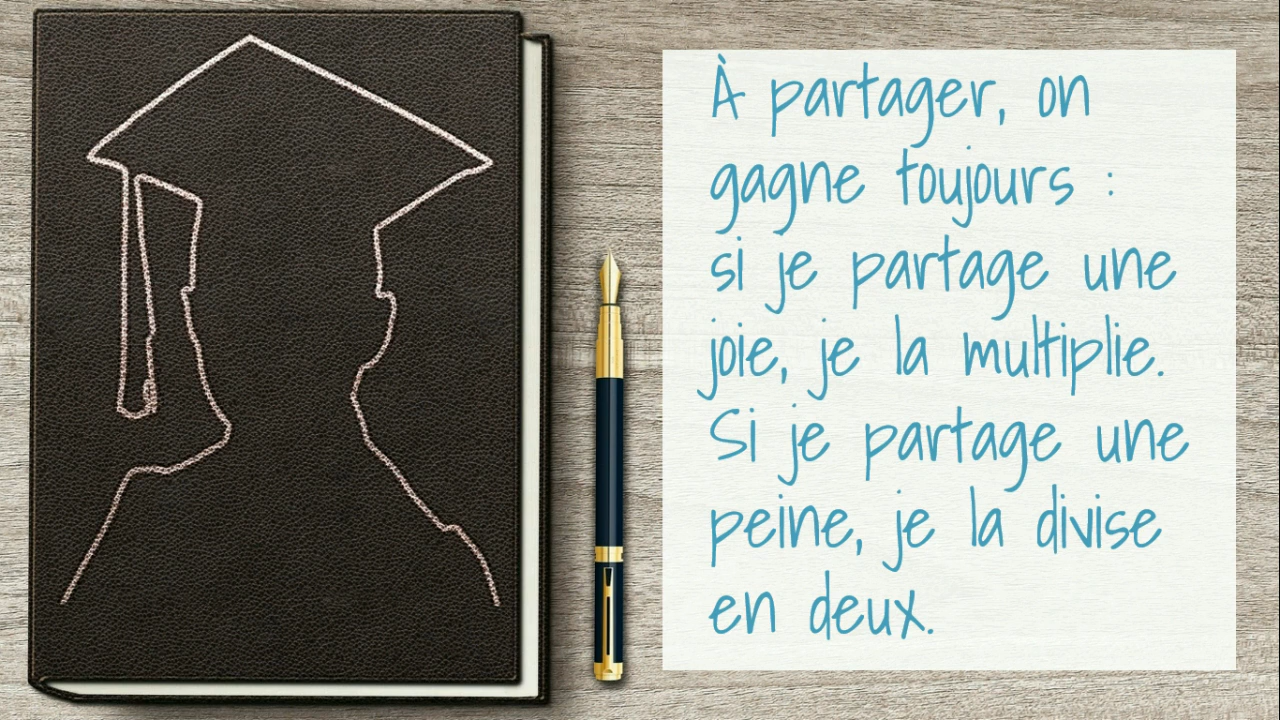 À partager, on
gagne toujours :
si je partage une
joie, je la multiplie.
Si je partage une
peine, je la divise
en deux.